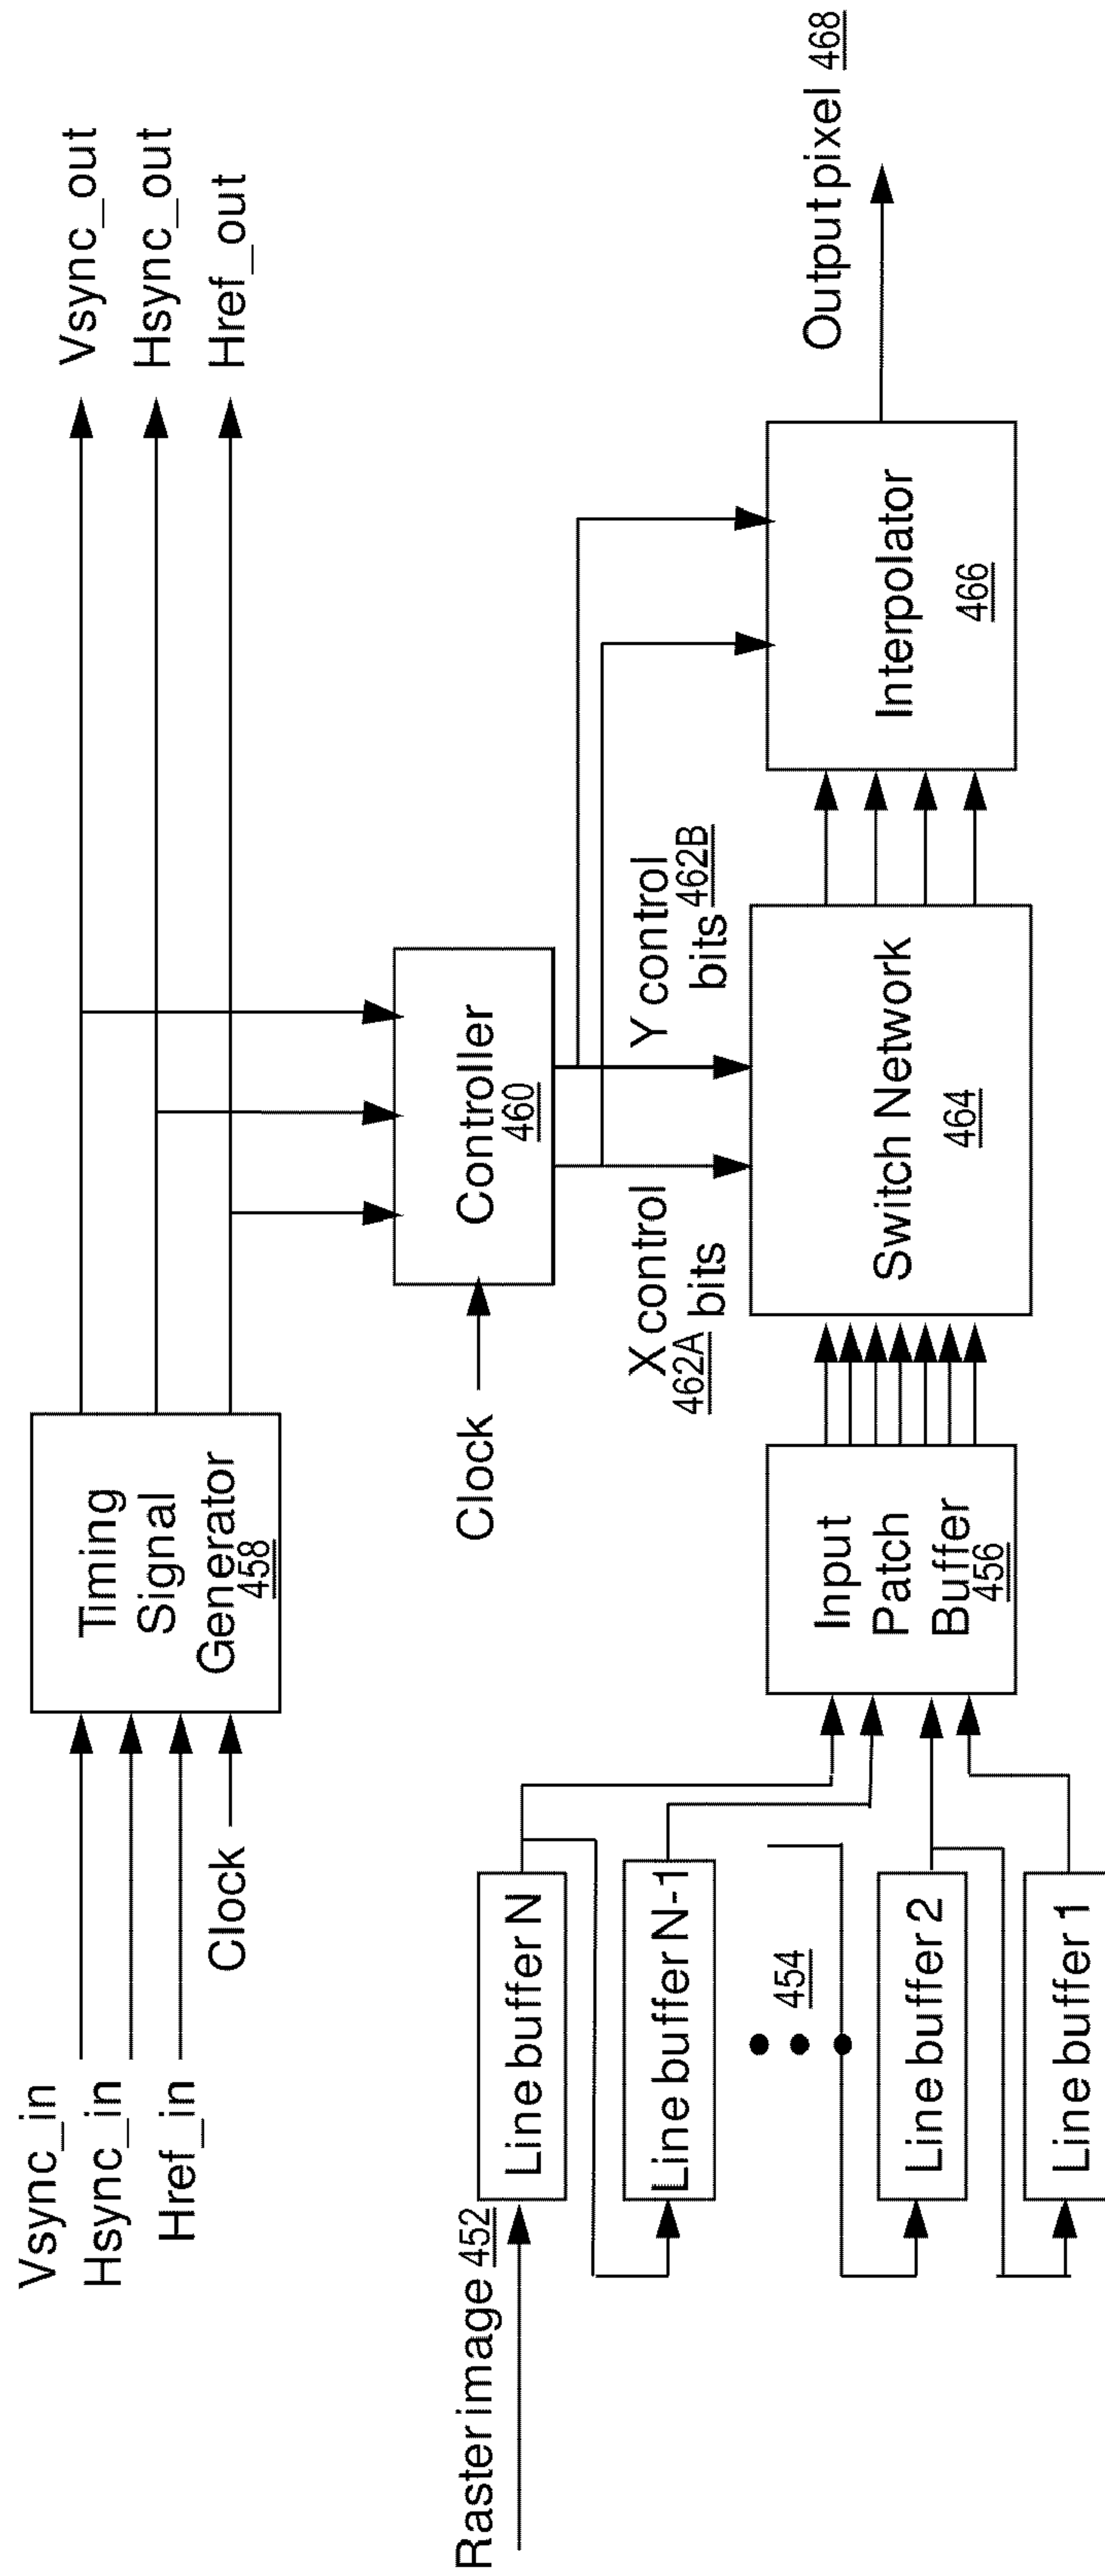 Vsync_in
Hsync_in
Href_in
Clock
Timing
Signal
Generator
458
Vsync_out
Hsync_out
Href_out
Clock
Controller
460
X control
462A bits
Y control
bits 462B
Raster image 452
Line buffer N
Line buffer N-1
454
Line buffer 2
Line buffer 1
Input
Patch
Buffer
456
Switch Network
464
Interpolator
466
Output pixel 468